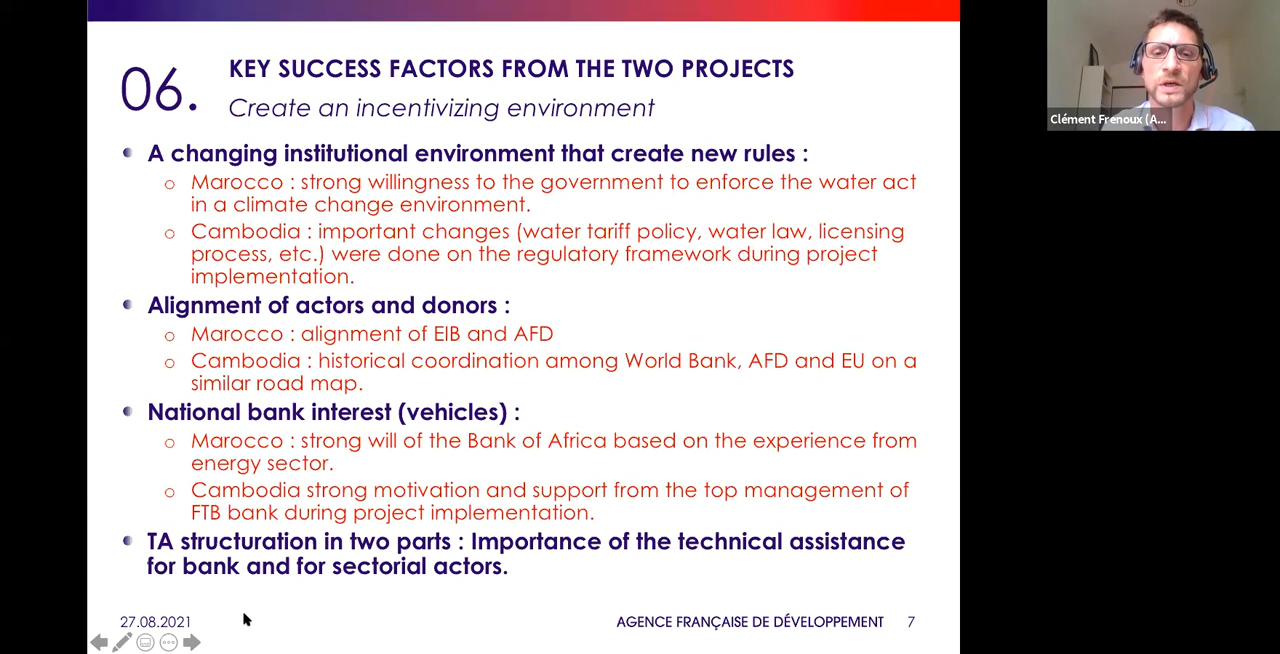 06.
KEY SUCCESS FACTORS FROM THE TWO PROJECTS
Create an incentivizing environment
A changing institutional environment that create new rules :
Marocco : strong willingness to the government to enforce the water act
in a climate change environment.
Cambodia : important changes (water tariff policy, water law, licensing
process, etc.) were done on the regulatory framework during project
implementation.
Alignment of actors and donors :
Marocco : alignment of EIB and AFD
Cambodia : historical coordination among World Bank, AFD and EU on a
similar road map.
National bank interest (vehicles) :
Marocco : strong will of the Bank of Africa based on the experience from
energy sector.
Cambodia strong motivation and support from the top management of
FTB bank during project implementation.
TA structuration in two parts : Importance of the technical assistance
for bank and for sectorial actors.
27.08.2021
AGENCE FRANÇAISE DE DÉVELOPPEMENT 7
Clément Frenoux (A...